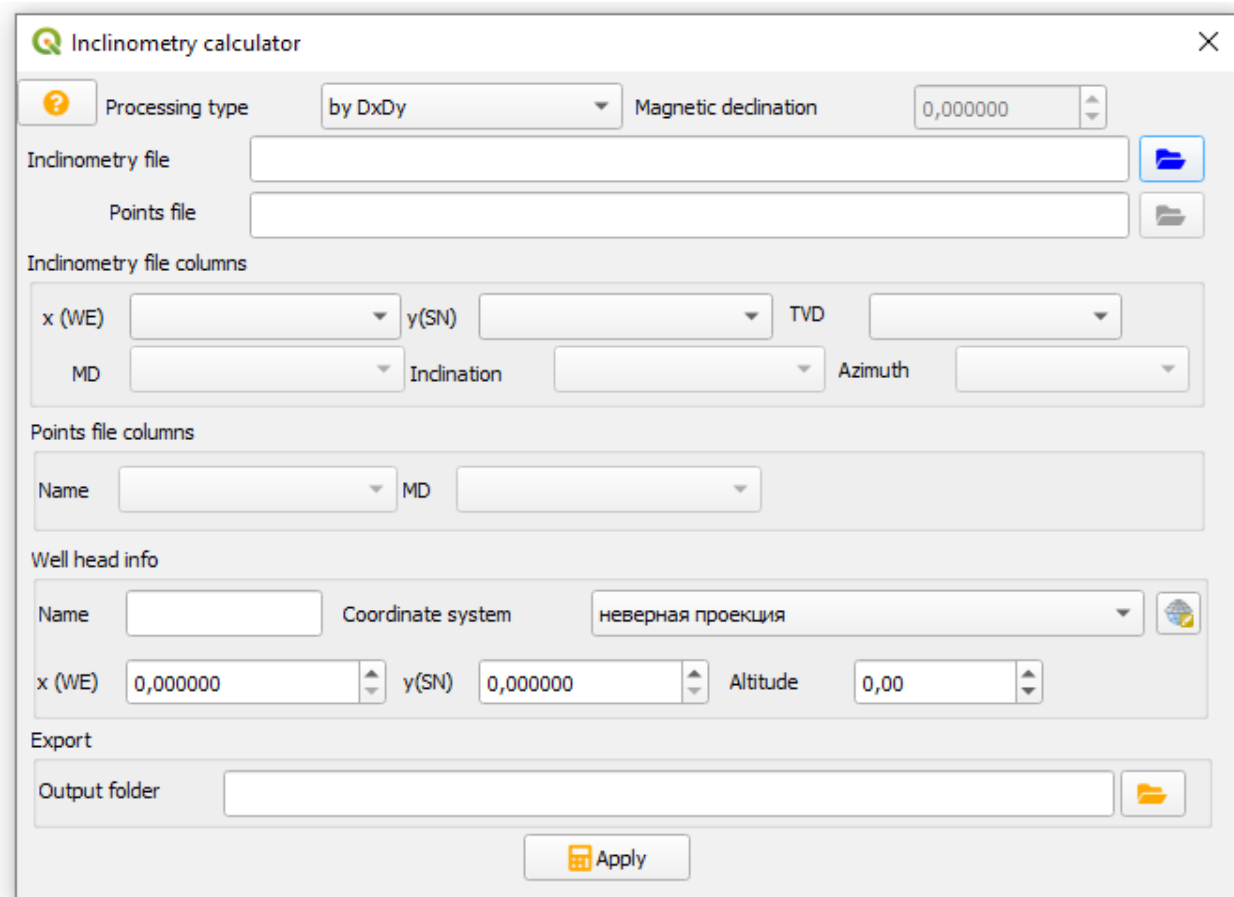 Inclinometry calculator
Processing type by DxDy Magnetic declination 0,000000
Inclinometry file
Points file
Inclinometry file columns
x (WE) y(SN) TVD
MD Inclination Azimuth
Points file columns
Name MD
Well head info
Name Coordinate system неверная проекция
x (WE) 0,000000 y(SN) 0,000000 Altitude 0,00
Export
Output folder
Apply